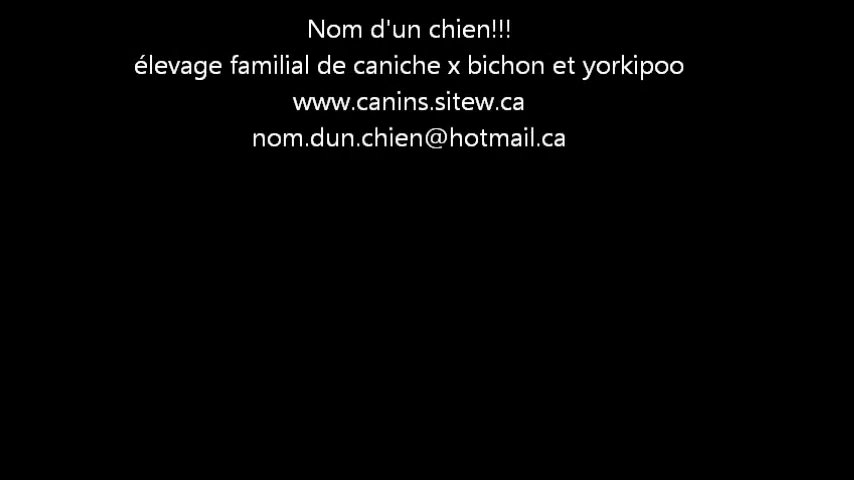 Nom d'un chien!!!
élevage familial de caniche x bichon et yorkipoo
www.canins.sitew.ca
nom.dun.chien@hotmail.ca